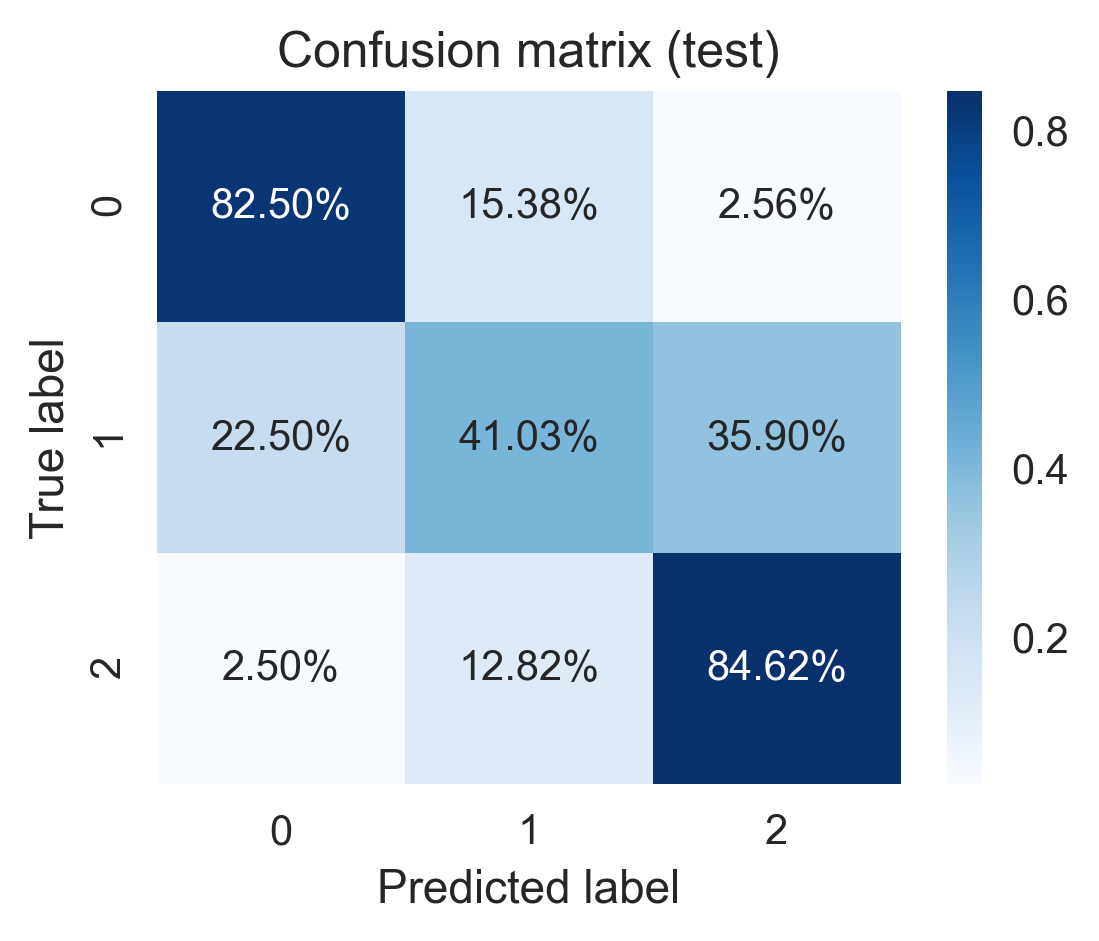 Confusion matrix (test)
0.8
82.50% 15.38% 2.56%
0
0.6
True label
22.50% 41.03% 35.90%
1
0.4
2.50% 12.82% 84.62%
2
0.2
0 1 2
Predicted label